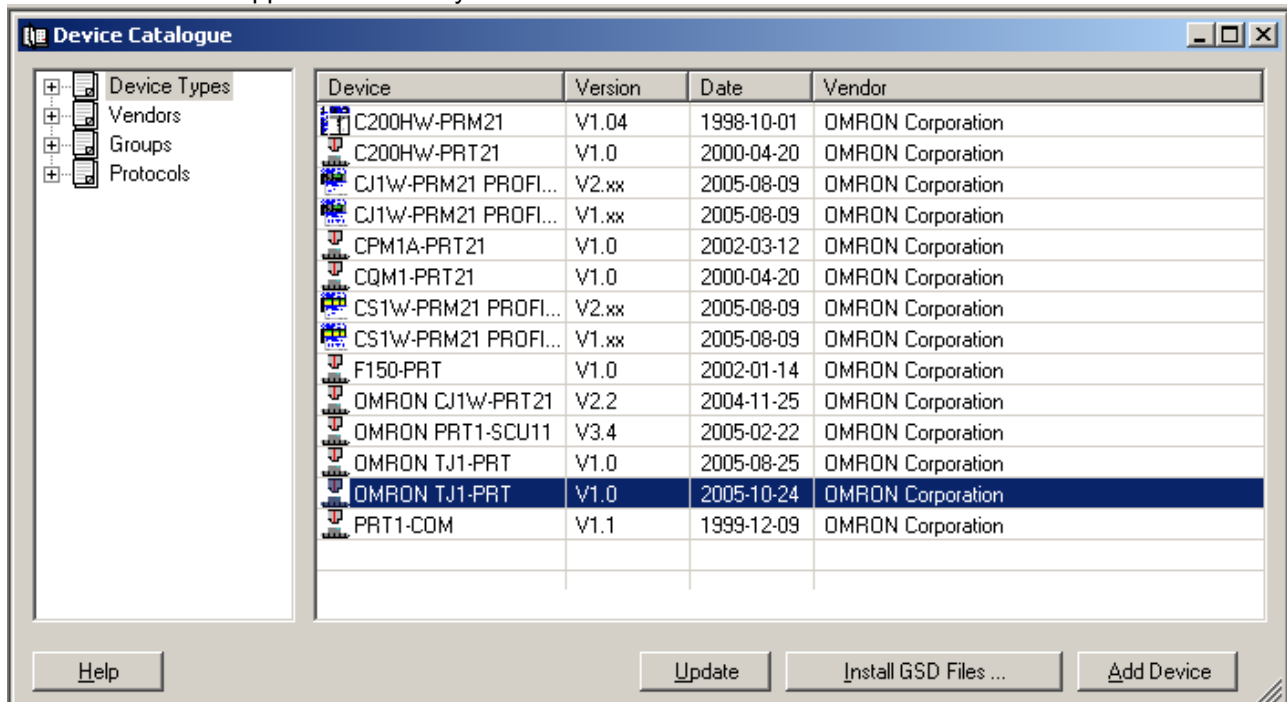 Device Catalogue
Device Types
Vendors
Groups
Protocols
Device Version Date Vendor
C200HW-PRM21 V1.04 1998-10-01 OMRON Corporation
C200HW-PRT21 V1.0 2000-04-20 OMRON Corporation
CJ1W-PRM21 PROFI... V2.xx 2005-08-09 OMRON Corporation
CJ1W-PRM21 PROFI... V1.xx 2005-08-09 OMRON Corporation
CPM1A-PRT21 V1.0 2002-03-12 OMRON Corporation
CQM1-PRT21 V1.0 2000-04-20 OMRON Corporation
CS1W-PRM21 PROFI... V2.xx 2005-08-09 OMRON Corporation
CS1W-PRM21 PROFI... V1.xx 2005-08-09 OMRON Corporation
F150-PRT V1.0 2002-01-14 OMRON Corporation
OMRON CJ1W-PRT21 V2.2 2004-11-25 OMRON Corporation
OMRON PRT1-SCU11 V3.4 2005-02-22 OMRON Corporation
OMRON TJ1-PRT V1.0 2005-08-25 OMRON Corporation
OMRON TJ1-PRT V1.0 2005-10-24 OMRON Corporation
PRT1-COM V1.1 1999-12-09 OMRON Corporation
Help Update Install GSD Files ... Add Device